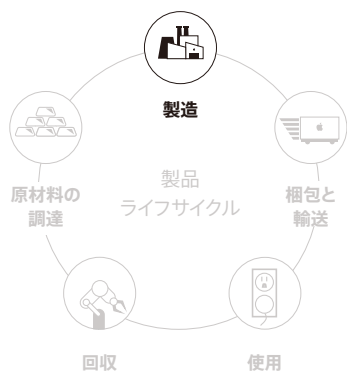 製造
原材料の
調達
製品
ライフサイクル
梱包と
輸送
回収
使用